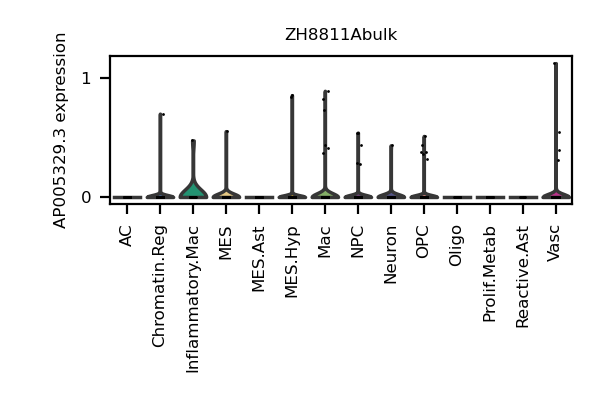 ZH8811Abulk
AP005329.3 expression
1
0
AC
Chromatin.Reg
Inflammatory.Mac
MES
MES.Ast
MES.Hyp
Mac
NPC
Neuron
OPC
Oligo
Prolif.Metab
Reactive.Ast
Vasc